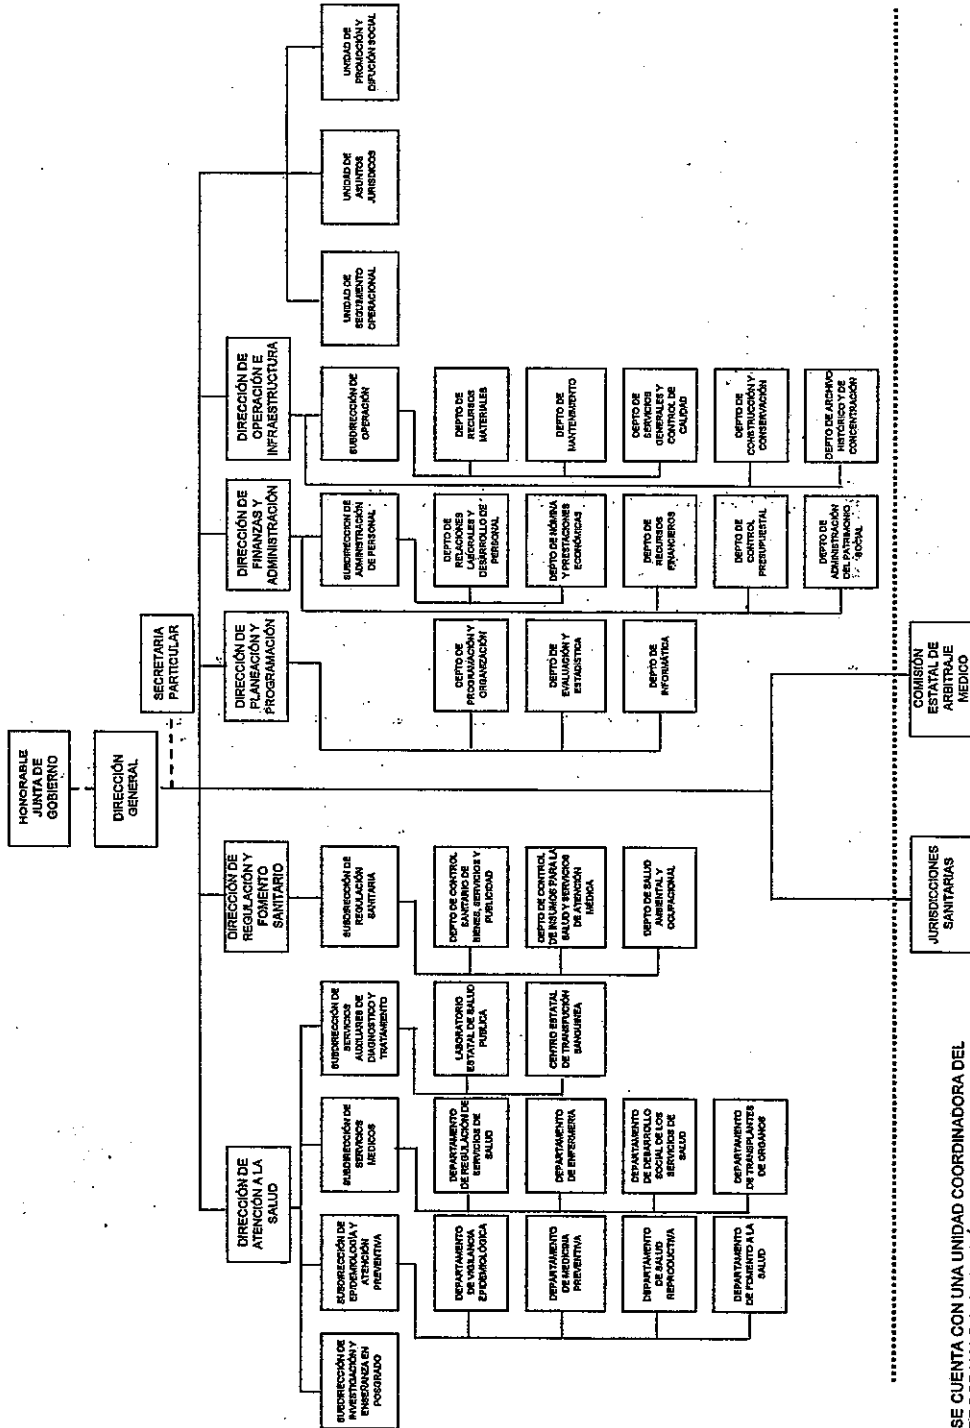 HONORABLE
JUNTA DE
GOBIERNO
DIRECCIÓN
GENERAL
SECRETARIA
PARTICULAR
DIRECCIÓN DE
ATENCIÓN A LA
SALUD
DIRECCIÓN DE
REGULACIÓN Y
FOMENTO
SANITARIO
DIRECCIÓN DE
PLANEACIÓN Y
PROGRAMACIÓN
DIRECCIÓN DE
FINANZAS Y
ADMINISTRACIÓN
DIRECCIÓN DE
OPERACIÓN E
INFRAESTRUCTURA
SUBDIRECCIÓN DE
INVESTIGACIÓN Y
ENSEÑANZA EN
POSGRADO
SUBDIRECCIÓN DE
EPIDEMIOLOGÍA Y
ATENCIÓN
PREVENTIVA
SUBDIRECCIÓN DE
SERVICIOS
MEDICOS
SUBDIRECCIÓN DE
SERVICIOS
AUXILIARES DE
DIAGNOSTICO Y
TRATAMIENTO
SUBDIRECCIÓN DE
REGULACIÓN
SANITARIA
SUBDIRECCION DE
ADMINISTRACIÓN
DE PERSONAL
SUBDIRECCIÓN DE
OPERACIÓN
UNIDAD DE
SEGUIMIENTO
OPERACIONAL
UNIDAD DE
ASUNTOS
JURISDICOS
UNIDAD DE
PROMOCIÓN Y
DIFUCIÓN SOCIAL
DEPARTAMENTO
DE VIGILANCIA
EPIDEMIOLÓGICA
DEPARTAMENTO
DE REGULACIÓN DE
SERVICIOS DE
SALUD
LABORATORIO
ESTATAL DE SALUD
PUBLICA
DEPTO DE CONTROL
SANITARIO DE
BIENES, SERVICIOS Y
PUBLICIDAD
DEPTO DE
PROGRAMACIÓN Y
ORGANIZACIÓN
DEPTO DE
RELACIONES
LABORALES Y
DESARROLLO DE
PERSONAL
DEPTO DE
RECURSOS
MATERIALES
DEPARTAMENTO
DE MEDICINA
PREVENTIVA
DEPARTAMENTO
DE ENFERMERIA
CENTRO ESTATAL
DE TRANSFUCIÓN
SANGUINEA
DEPTO DE CONTROL
DE INSUMOS PARA LA
SALUD Y SERVICIOS
DE ATENCIÓN
MÉDICA
DEPTO DE
EVALUACIÓN Y
ESTADISTICA
DEPTO DE NÓMINA
Y PRESTACIONES
ECONÓMICAS
DEPTO DE
MANTENIMIENTO
DEPARTAMENTO
DE SALUD
REPRODUCTIVA
DEPARTAMENTO
DE DESARROLLO
SOCIAL DE LOS
SERVICIOS DE
SALUD
DEPTO DE SALUD
AMBIENTAL Y
OCUPACIONAL
DEPTO DE
INFORMÁTICA
DEPTO DE
RECURSOS
FINANCIEROS
DEPTO DE
SERVICIOS
GENERALES Y
CONTROL DE
CALIDAD
DEPARTAMENTO
DE FOMENTO A LA
SALUD
DEPARTAMENTO
DE TRANSPLANTES
DE ORGANOS
DEPTO DE
CONTROL
PRESUPUESTAL
DEPTO DE
CONSTRUCCIÓN Y
CONSERVACIÓN
DEPTO DE
ADMINISTRACIÓN
DEL PATRIMONIO
SOCIAL
DEPTO DE ARCHIVO
HISTÓRICO Y DE
CONCENTRACIÓN
JURISDICCIONES
SANITARIAS
COMISIÓN
ESTATAL DE
ARBITRAJE
MEDICO
SE CUENTA CON UNA UNIDAD COORDINADORA DEL